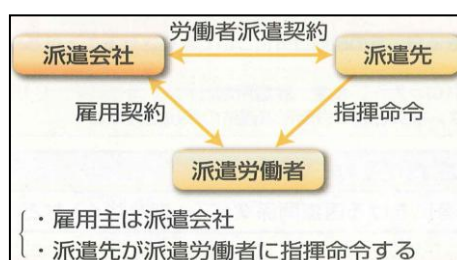 労働者派遣契約
派遣会社
派遣先
雇用契約
指揮命令
派遣労働者
・雇用主は派遣会社
・派遣先が派遣労働者に指揮命令する